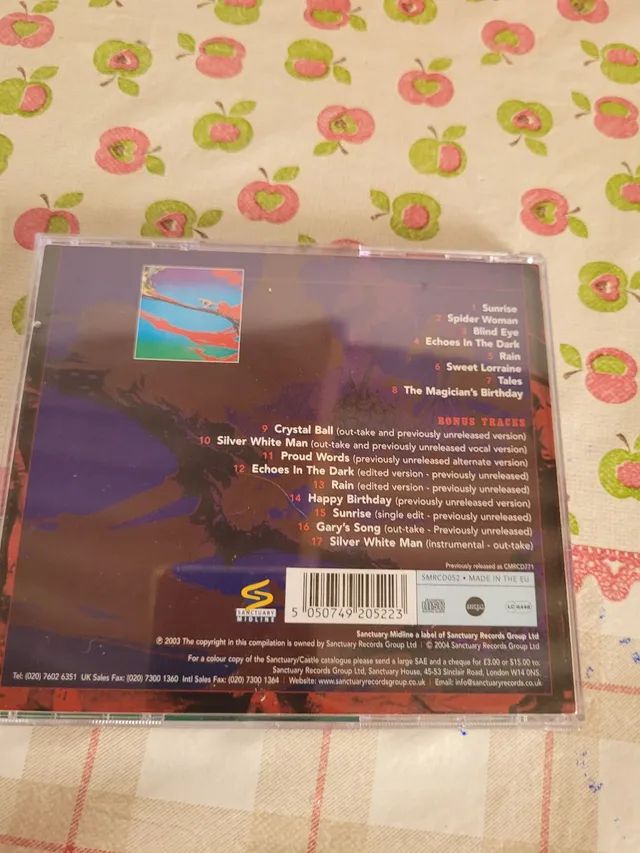 1 Sunrise
2 Spider Woman
3 Blind Eye
4 Echoes In The Dark
5 Rain
6 Sweet Lorraine
7 Tales
8 The Magician's Birthday
BONUS TRACKS
9 Crystal Ball (out-take and previously unreleased version)
10 Silver White Man (out-take and previously unreleased vocal version)
11 Proud Words (previously unreleased alternate version)
12 Echoes In The Dark (edited version - previously unreleased)
13 Rain (edited version - previously unreleased)
14 Happy Birthday (previously unreleased version)
15 Sunrise (single edit - Previously unreleased)
16 Gary's Song (out-take - Previously unreleased)
17 Silver White Man (instrumental - out-take)
Previously released as CMRCD771
SANCTUARY
MIDLINE
5 050749 205223
SMRCD052 • MADE IN THE EU
LC 6448
Sanctuary Midline a label of Sanctuary Records Group Ltd
℗ 2003 The copyright in this compilation is owned by Sanctuary Records Group Ltd | © 2004 Sanctuary Records Group Ltd
For a colour copy of the Sanctuary/Castle catalogue please send a large SAE and a cheque for £3.00 or $15.00 to:
Sanctuary Records Group Ltd, Sanctuary House, 45-53 Sinclair Road, London W14 0NS.
Tel: (020) 7602 6351 UK Sales Fax: (020) 7300 1360 Intl Sales Fax: (020) 7300 1364 | Website: www.sanctuaryrecordsgroup.co.uk | Email: info@sanctuaryrecords.co.uk